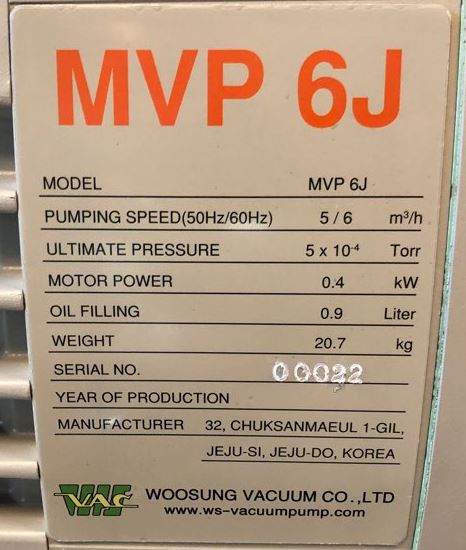 MVP 6J
MODEL MVP 6J
PUMPING SPEED(50Hz/60Hz) 5 / 6 m³/h
ULTIMATE PRESSURE 5 x 10⁻⁴ Torr
MOTOR POWER 0.4 kW
OIL FILLING 0.9 Liter
WEIGHT 20.7 kg
SERIAL NO. 00022
YEAR OF PRODUCTION
MANUFACTURER 32, CHUKSANMAEUL 1-GIL,
JEJU-SI, JEJU-DO, KOREA
WS VAC WOOSUNG VACUUM CO.,LTD
www.ws-vacuumpump.com